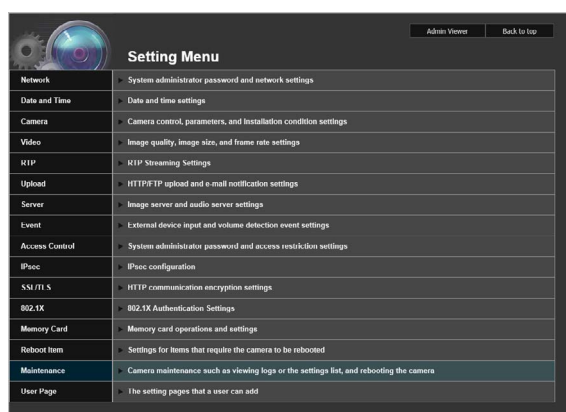 Admin Viewer Back to top
Setting Menu
Network System administrator password and network settings
Date and Time Date and time settings
Camera Camera control, parameters, and installation condition settings
Video Image quality, image size, and frame rate settings
RTP RTP Streaming Settings
Upload HTTP/FTP upload and e-mail notification settings
Server Image server and audio server settings
Event External device input and volume detection event settings
Access Control System administrator password and access restriction settings
IPsec IPsec configuration
SSL/TLS HTTP communication encryption settings
802.1X 802.1X Authentication Settings
Memory Card Memory card operations and settings
Reboot Item Settings for items that require the camera to be rebooted
Maintenance Camera maintenance such as viewing logs or the settings list, and rebooting the camera
User Page The setting pages that a user can add